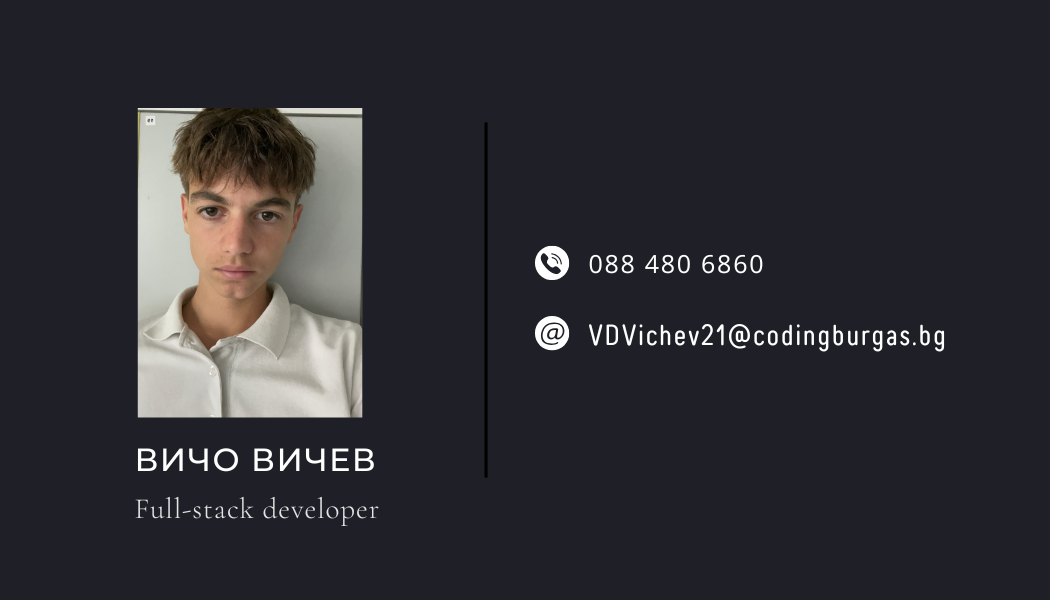 ВИЧО ВИЧЕВ
Full-stack developer
088 480 6860
VDVichev21@codingburgas.bg